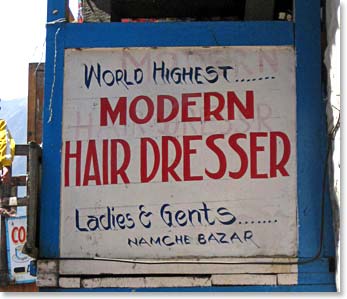 WORLD HIGHEST.......
MODERN
HAIR DRESSER
Ladies & Gents.......
NAMCHE BAZAR